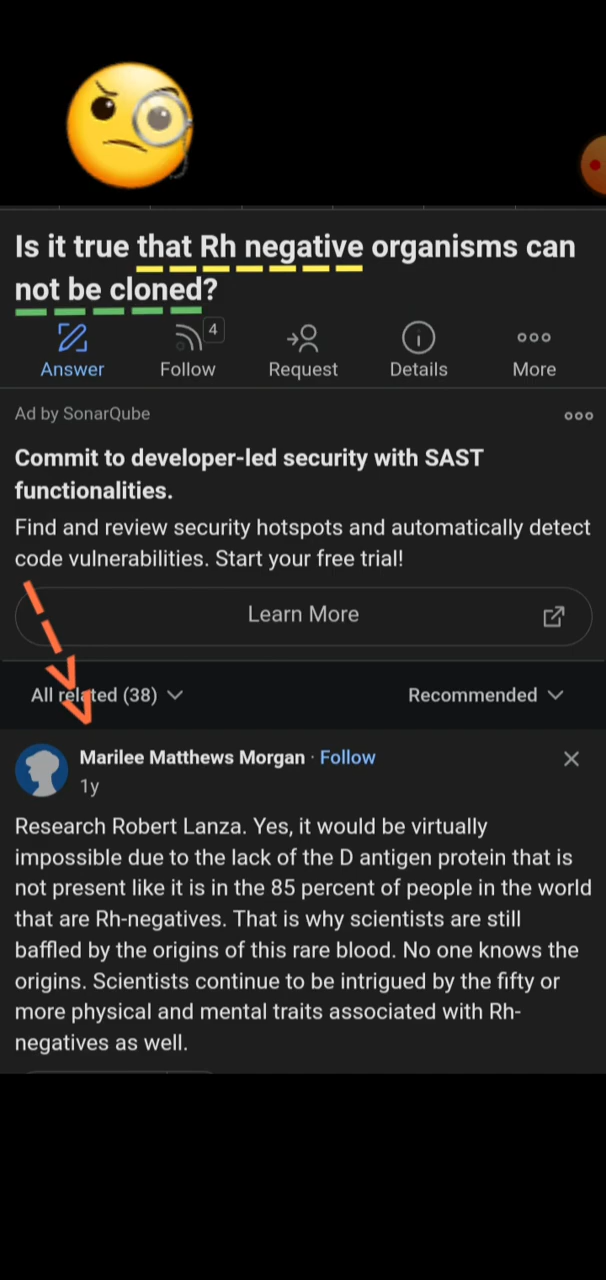 Is it true that Rh negative organisms can
not be cloned?
4
Answer
Follow
Request
Details
More
Ad by SonarQube
Commit to developer-led security with SAST
functionalities.
Find and review security hotspots and automatically detect
code vulnerabilities. Start your free trial!
Learn More
All related (38)
Recommended
Marilee Matthews Morgan · Follow
1y
Research Robert Lanza. Yes, it would be virtually
impossible due to the lack of the D antigen protein that is
not present like it is in the 85 percent of people in the world
that are Rh-negatives. That is why scientists are still
baffled by the origins of this rare blood. No one knows the
origins. Scientists continue to be intrigued by the fifty or
more physical and mental traits associated with Rh-
negatives as well.